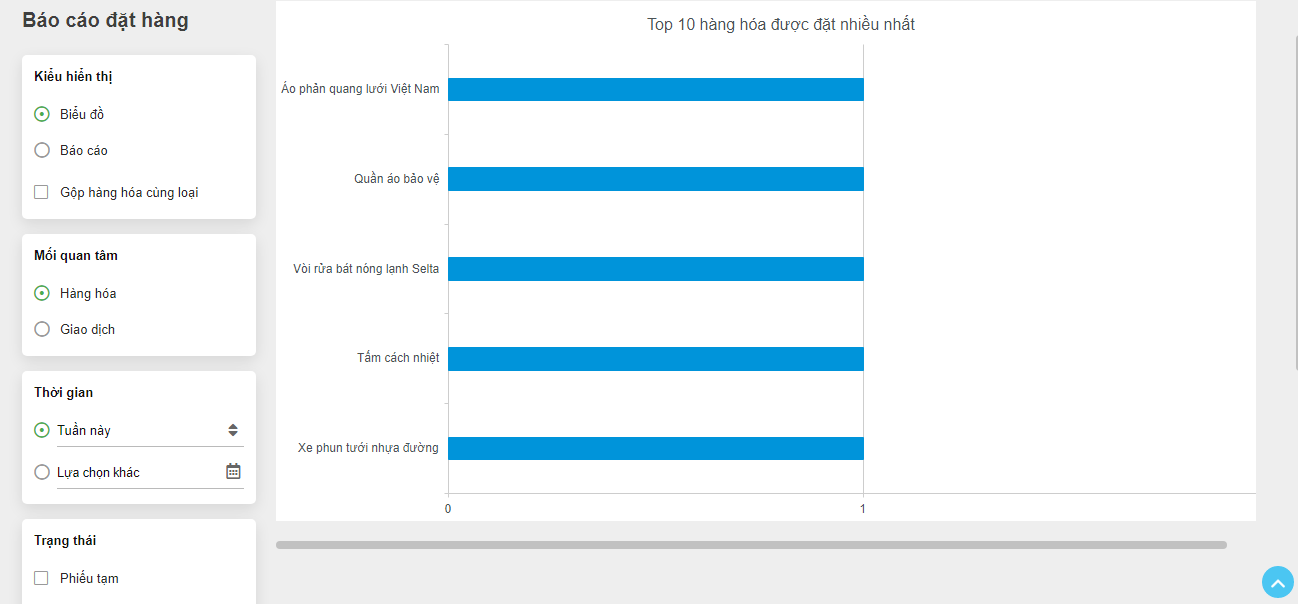 Báo cáo đặt hàng
Kiểu hiển thị
Biểu đồ
Báo cáo
Gộp hàng hóa cùng loại
Mối quan tâm
Hàng hóa
Giao dịch
Thời gian
Tuần này
Lựa chọn khác
Trạng thái
Phiếu tạm
Top 10 hàng hóa được đặt nhiều nhất
Áo phản quang lưới Việt Nam
Quần áo bảo vệ
Vòi rửa bát nóng lạnh Selta
Tấm cách nhiệt
Xe phun tưới nhựa đường
0 1